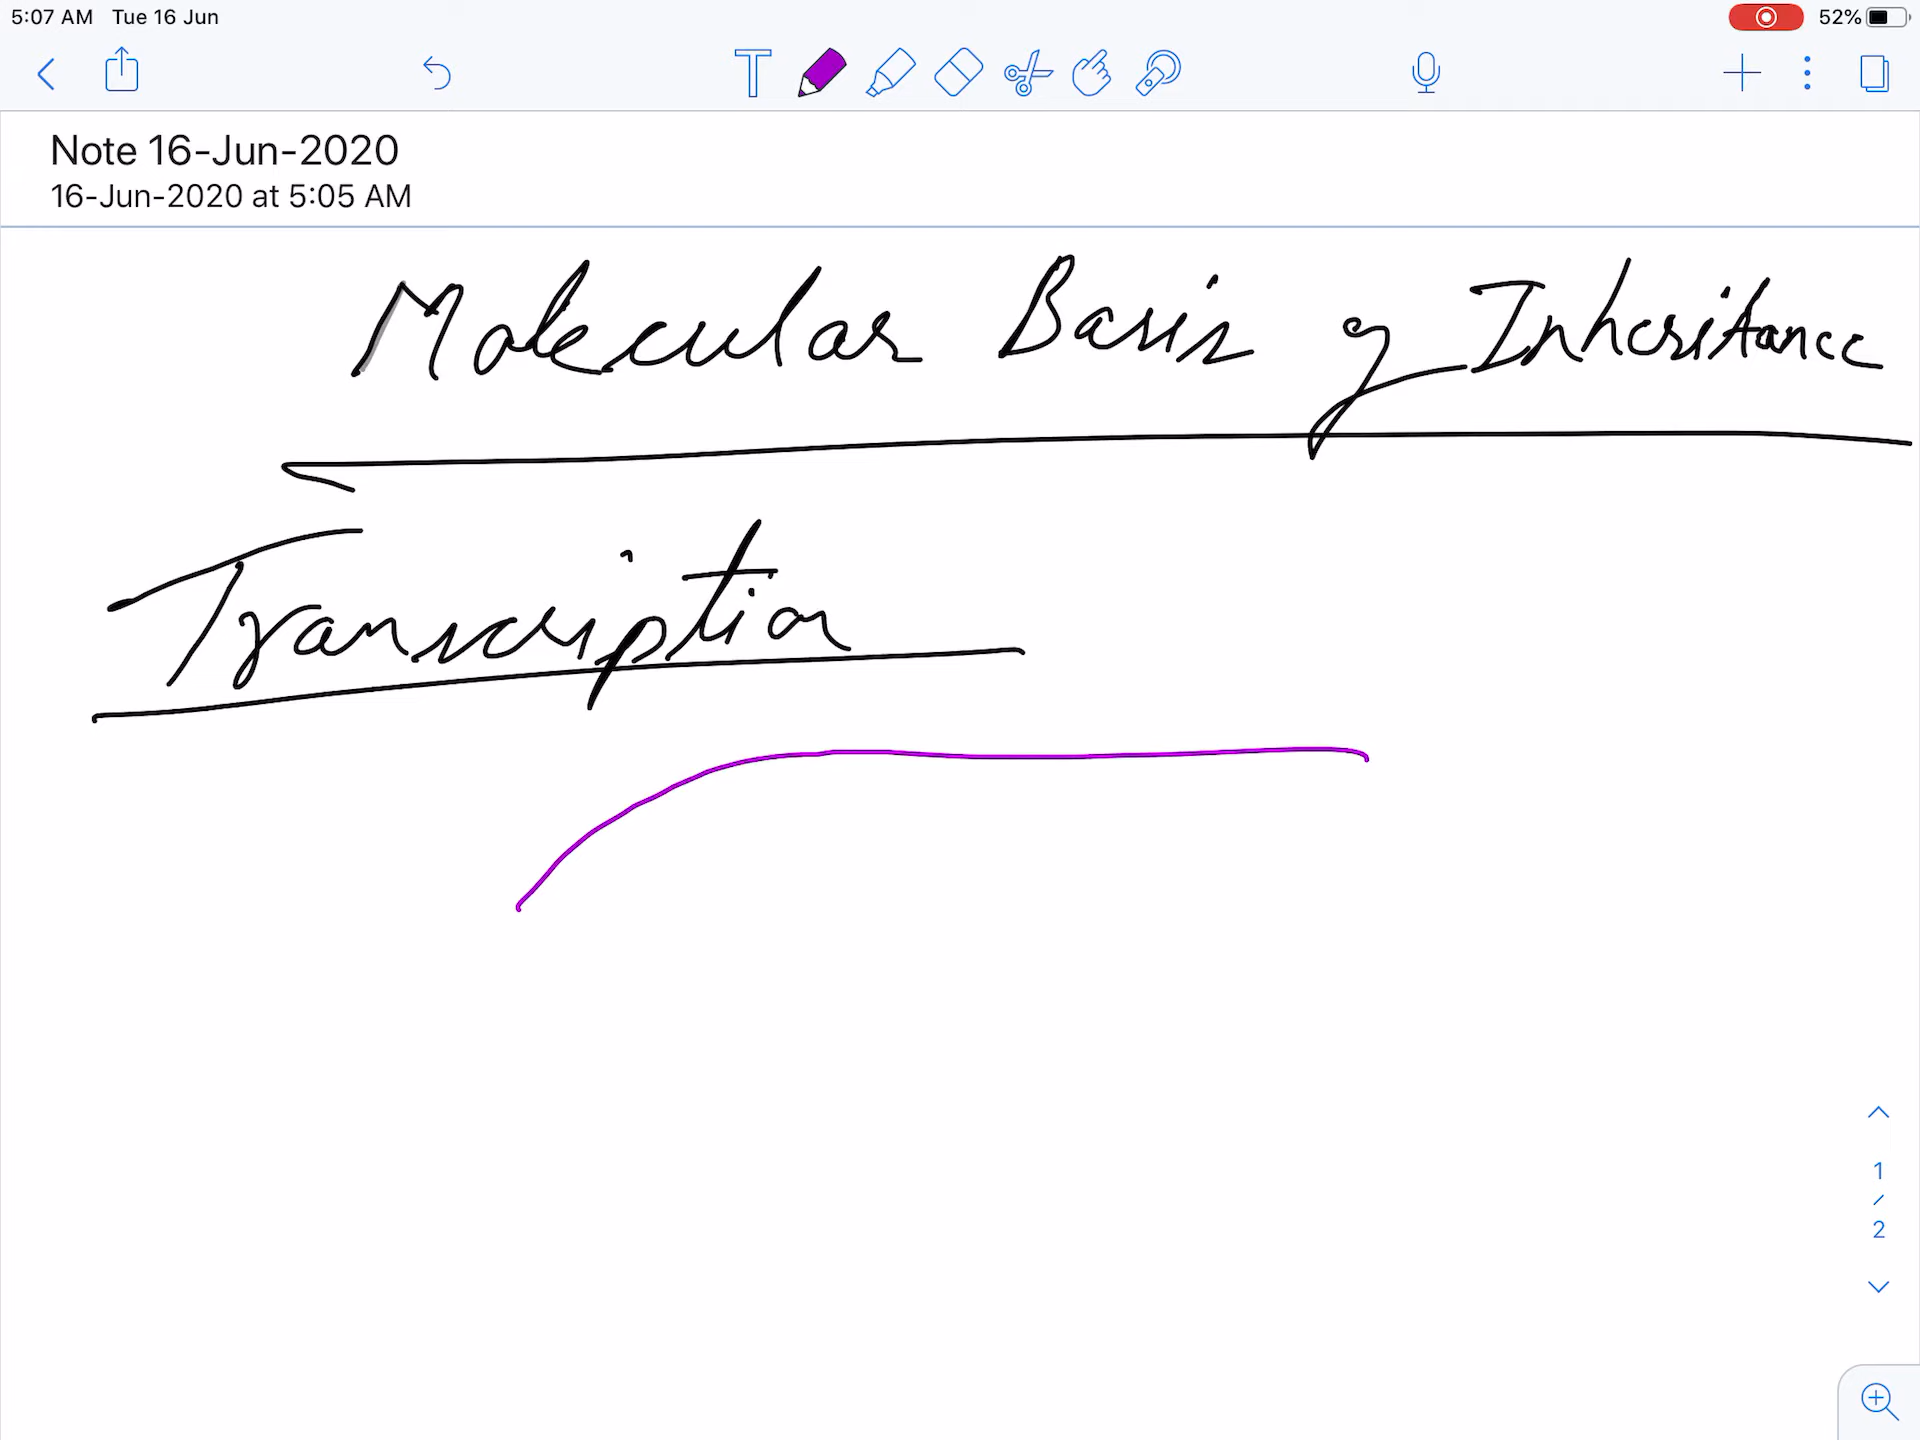 5:07 AM Tue 16 Jun
52%
T
Note 16-Jun-2020
16-Jun-2020 at 5:05 AM
Molecular Basis of Inheritance
Transcription
1
/
2